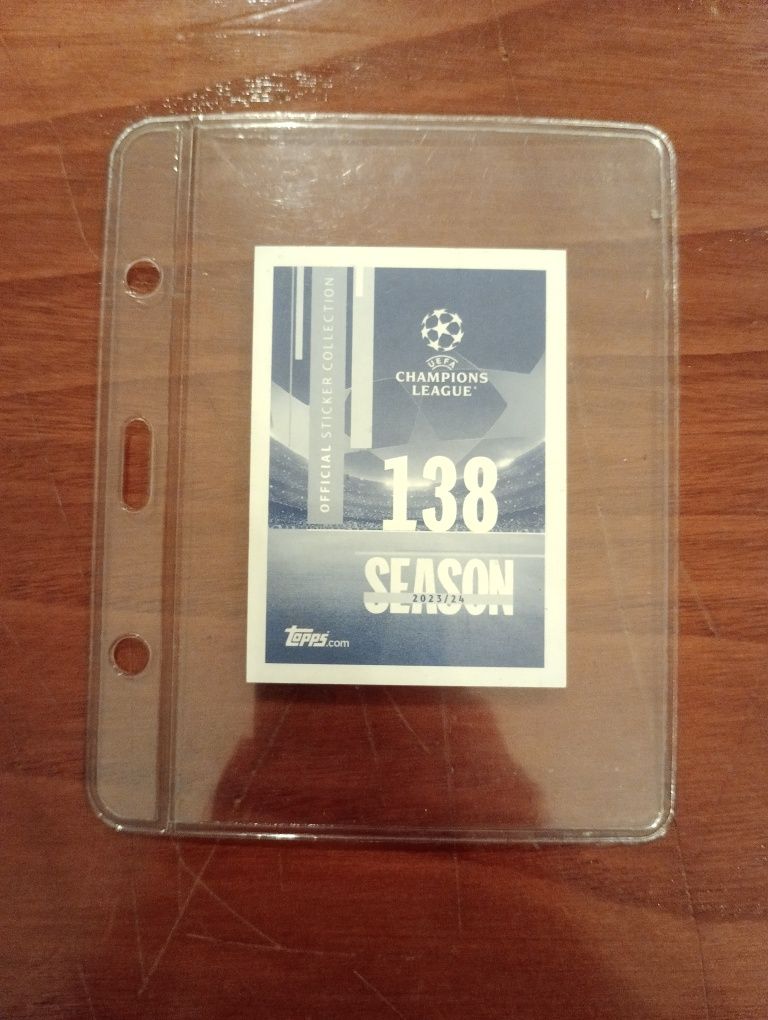 OFFICIAL STICKER COLLECTION
UEFA
CHAMPIONS
LEAGUE®
138
SEASON
2023/24
topps.com